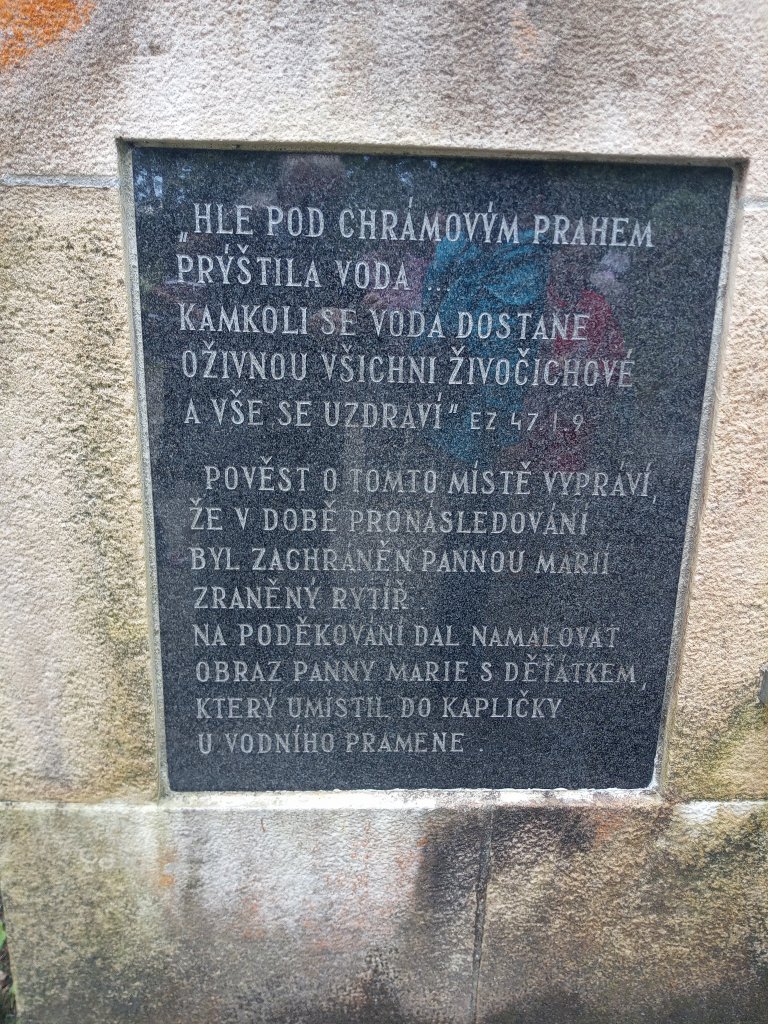 „HLE POD CHRÁMOVÝM PRAHEM
PRÝŠTILA VODA ...
KAMKOLI SE VODA DOSTANE
OŽIVNOU VŠICHNI ŽIVOČICHOVÉ
A VŠE SE UZDRAVÍ" EZ 47 1.9
POVĚST O TOMTO MÍSTĚ VYPRÁVÍ,
ŽE V DOBĚ PRONÁSLEDOVÁNÍ
BYL ZACHRÁNĚN PANNOU MARIÍ
ZRANĚNÝ RYTÍŘ.
NA PODĚKOVÁNÍ DAL NAMALOVAT
OBRAZ PANNY MARIE S DĚŤÁTKEM,
KTERÝ UMÍSTIL DO KAPLIČKY
U VODNÍHO PRAMENE.